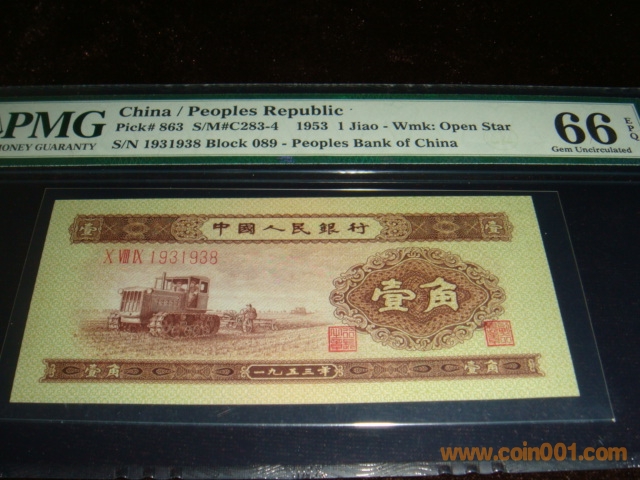 PMG
MONEY GUARANTY
China / Peoples Republic
Pick# 863 S/M#C283-4 1953 1 Jiao - Wmk: Open Star
S/N 1931938 Block 089 - Peoples Bank of China
66 EPQ
Gem Uncirculated
壹 中國人民銀行 壹
X VIII IX 1931938
壹角
壹角 一九五三年 壹角
www.coin001.com